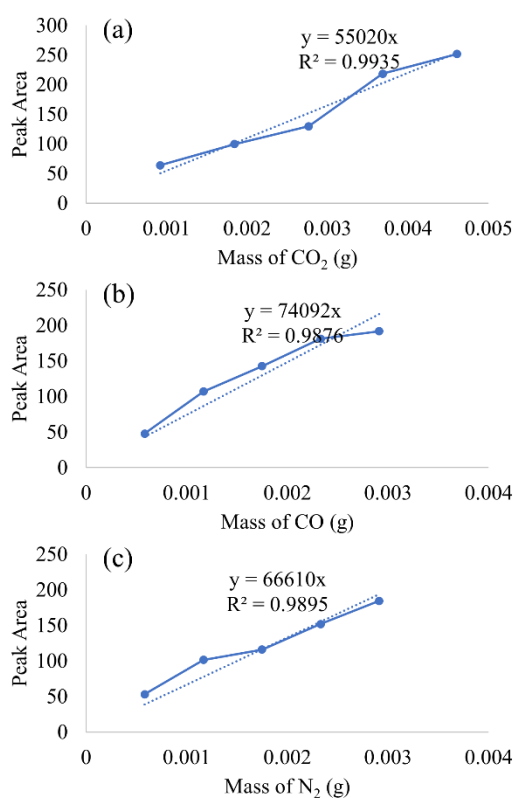 (a)
y = 55020x
R² = 0.9935
Peak Area
300
250
200
150
100
50
0
0 0.001 0.002 0.003 0.004 0.005
Mass of CO₂ (g)
(b)
y = 74092x
R² = 0.9876
Peak Area
250
200
150
100
50
0
0 0.001 0.002 0.003 0.004
Mass of CO (g)
(c)
y = 66610x
R² = 0.9895
Peak Area
250
200
150
100
50
0
0 0.001 0.002 0.003 0.004
Mass of N₂ (g)